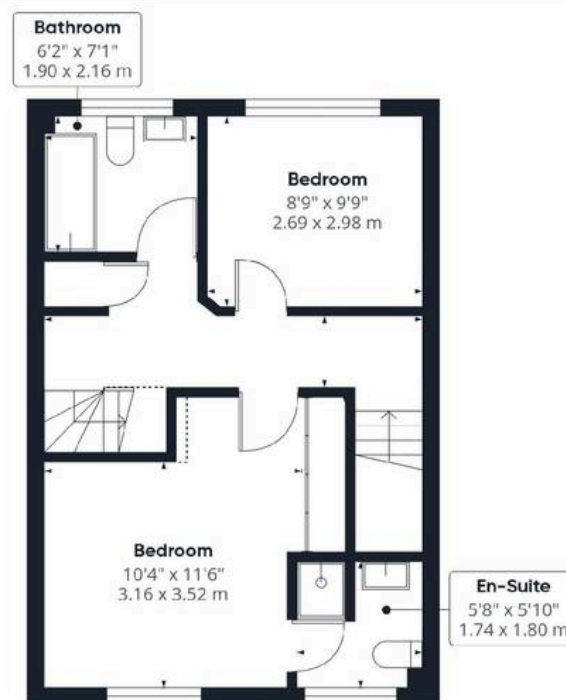 Bathroom
6'2" x 7'1"
1.90 x 2.16 m
Bedroom
8'9" x 9'9"
2.69 x 2.98 m
Bedroom
10'4" x 11'6"
3.16 x 3.52 m
En-Suite
5'8" x 5'10"
1.74 x 1.80 m